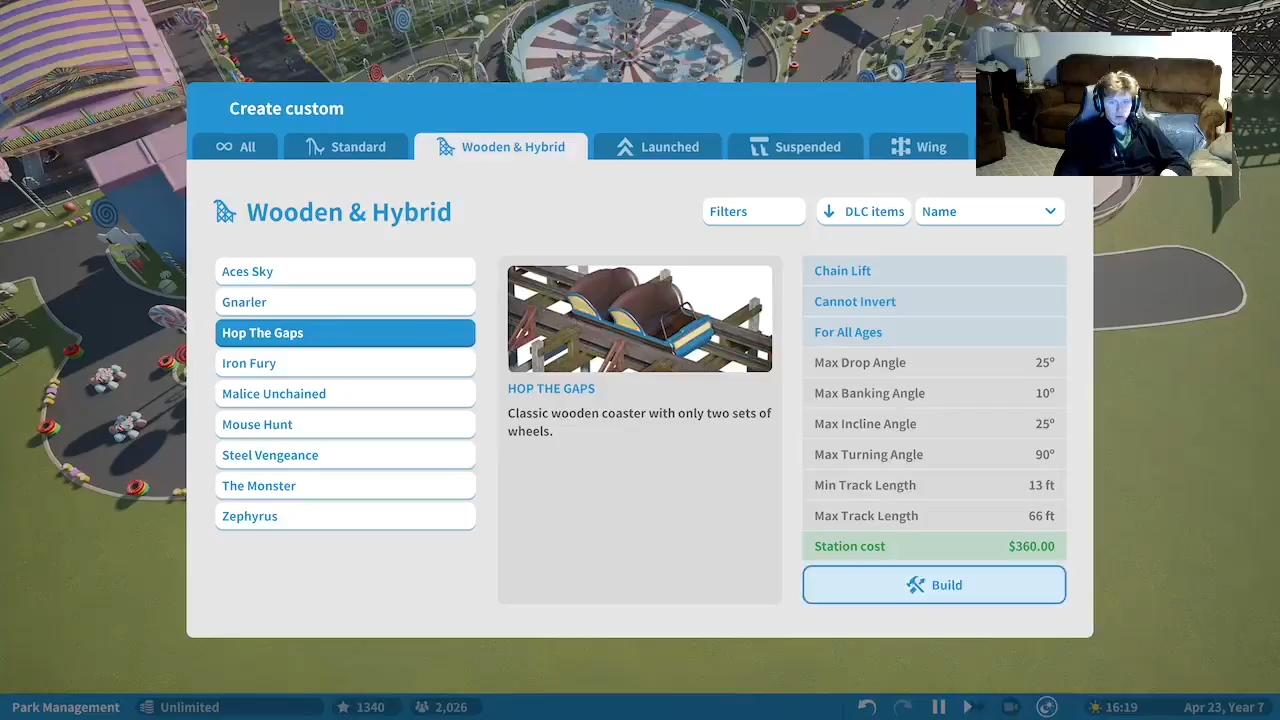 Create custom
All
Standard
Wooden & Hybrid
Launched
Suspended
Wing
Wooden & Hybrid
Filters
DLC items
Name
Aces Sky
Gnarler
Hop The Gaps
Iron Fury
Malice Unchained
Mouse Hunt
Steel Vengeance
The Monster
Zephyrus
HOP THE GAPS
Classic wooden coaster with only two sets of
wheels.
Chain Lift
Cannot Invert
For All Ages
Max Drop Angle 25º
Max Banking Angle 10º
Max Incline Angle 25º
Max Turning Angle 90º
Min Track Length 13 ft
Max Track Length 66 ft
Station cost $360.00
Build
Park Management Unlimited 1340 2,026 16:19 Apr 23, Year 7